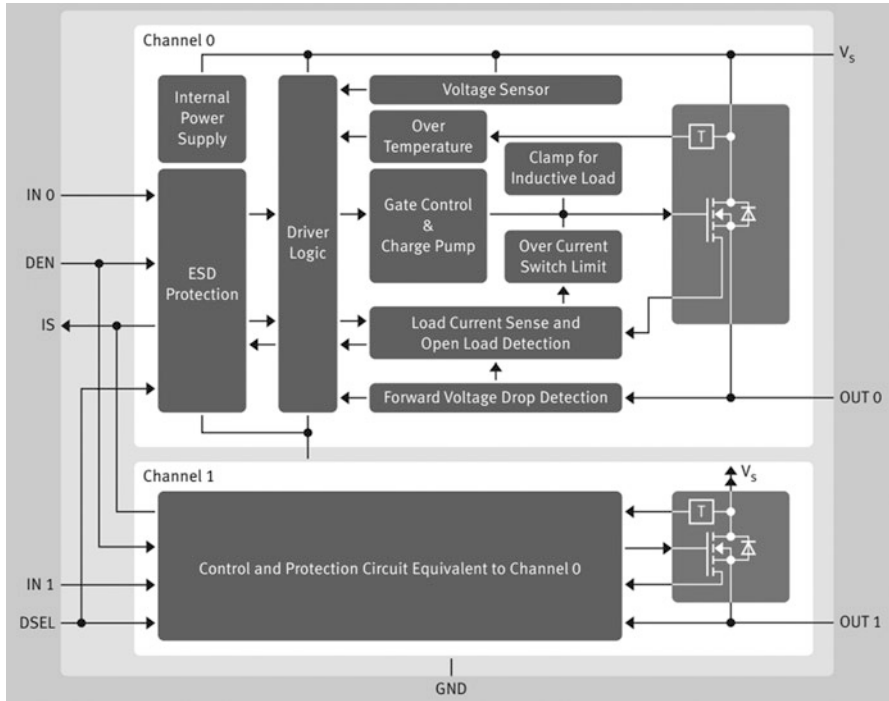 Channel 0
Vs
Internal
Power
Supply
Voltage Sensor
Over
Temperature
T
Clamp for
Inductive Load
IN 0
DEN
IS
ESD
Protection
Driver
Logic
Gate Control
&
Charge Pump
Over Current
Switch Limit
Load Current Sense and
Open Load Detection
Forward Voltage Drop Detection
OUT 0
Channel 1
Vs
T
Control and Protection Circuit Equivalent to Channel 0
IN 1
DSEL
OUT 1
GND